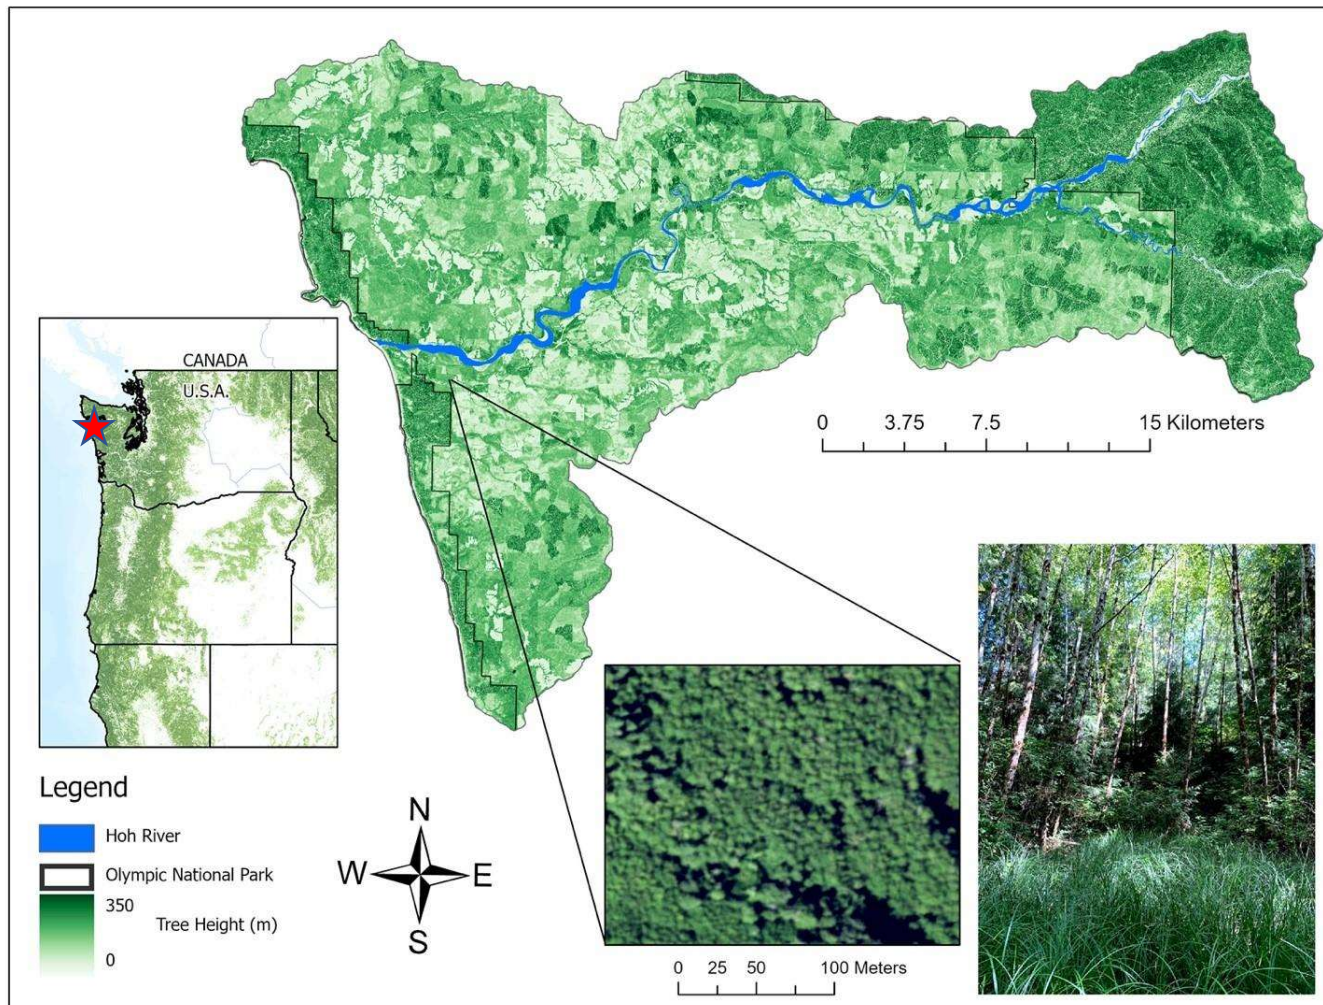 CANADA
U.S.A.
0 3.75 7.5 15 Kilometers
Legend
Hoh River
Olympic National Park
350
Tree Height (m)
0
N
W E
S
0 25 50 100 Meters